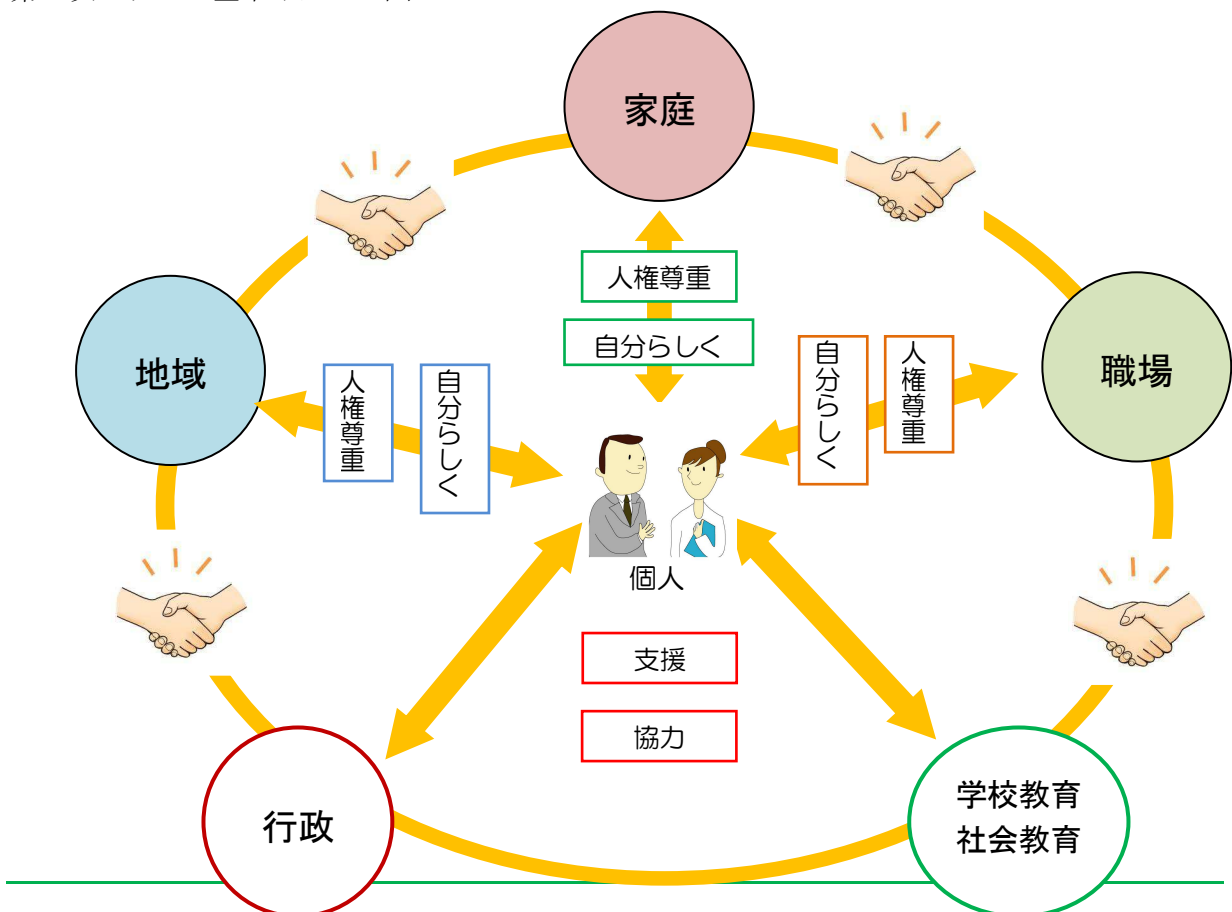 家庭
人権尊重
自分らしく
地域
人権尊重
自分らしく
自分らしく
人権尊重
職場
個人
支援
協力
行政
学校教育
社会教育